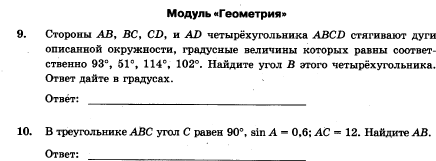 Модуль «Геометрия»
9. Стороны AB, BC, CD, и AD четырёхугольника ABCD стягивают дуги
описанной окружности, градусные величины которых равны соответ-
ственно 93°, 51°, 114°, 102°. Найдите угол B этого четырёхугольника.
Ответ дайте в градусах.
Ответ:
10. В треугольнике ABC угол C равен 90°, sin A = 0,6; AC = 12. Найдите AB.
Ответ: